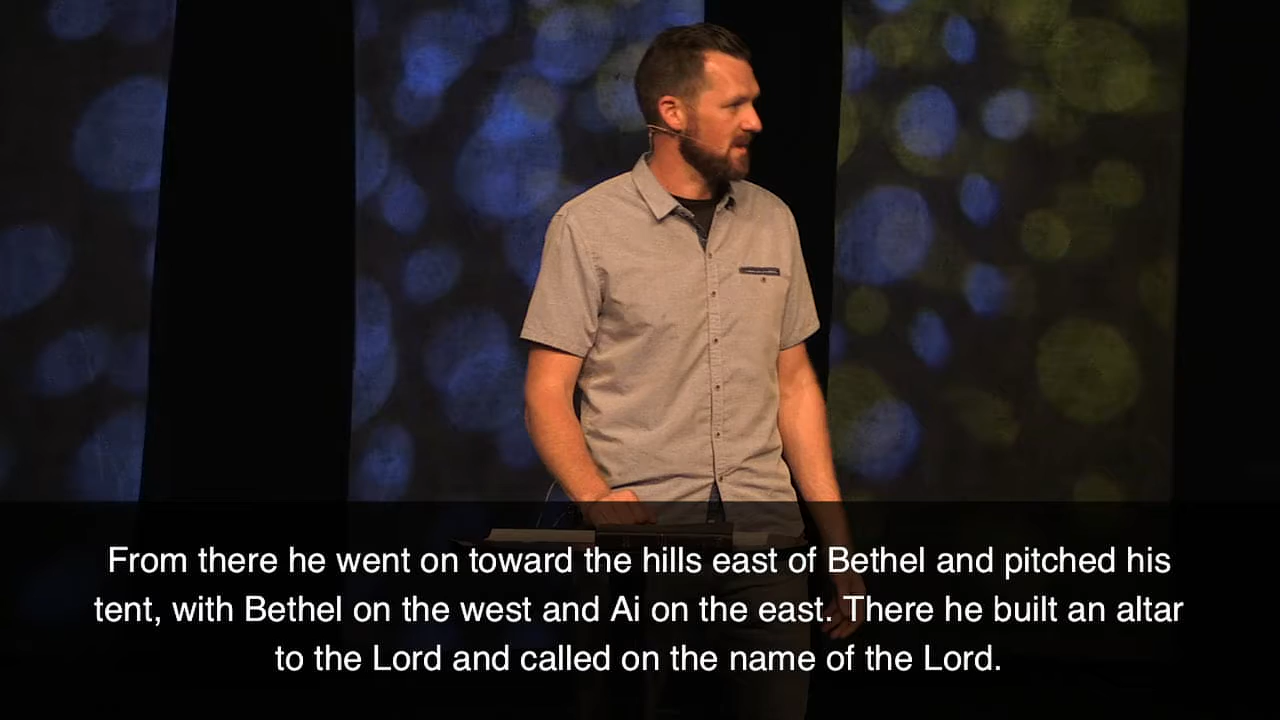 From there he went on toward the hills east of Bethel and pitched his
tent, with Bethel on the west and Ai on the east. There he built an altar
to the Lord and called on the name of the Lord.